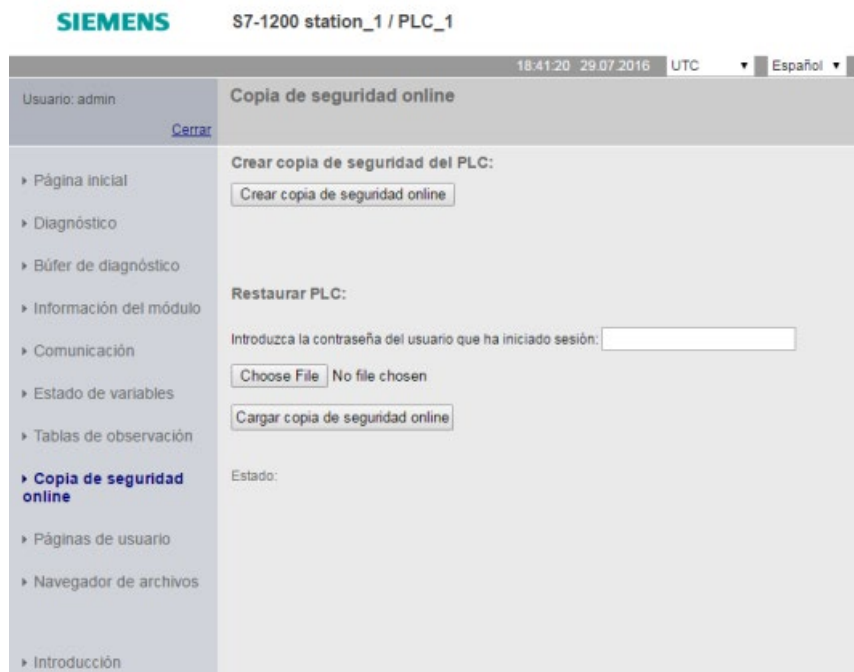 SIEMENS
S7-1200 station_1 / PLC_1
18:41:20 29.07.2016 UTC Español
Usuario: admin
Cerrar
Copia de seguridad online
Página inicial
Diagnóstico
Búfer de diagnóstico
Información del módulo
Comunicación
Estado de variables
Tablas de observación
Copia de seguridad
online
Páginas de usuario
Navegador de archivos
Introducción
Crear copia de seguridad del PLC:
Crear copia de seguridad online
Restaurar PLC:
Introduzca la contraseña del usuario que ha iniciado sesión:
Choose File No file chosen
Cargar copia de seguridad online
Estado: